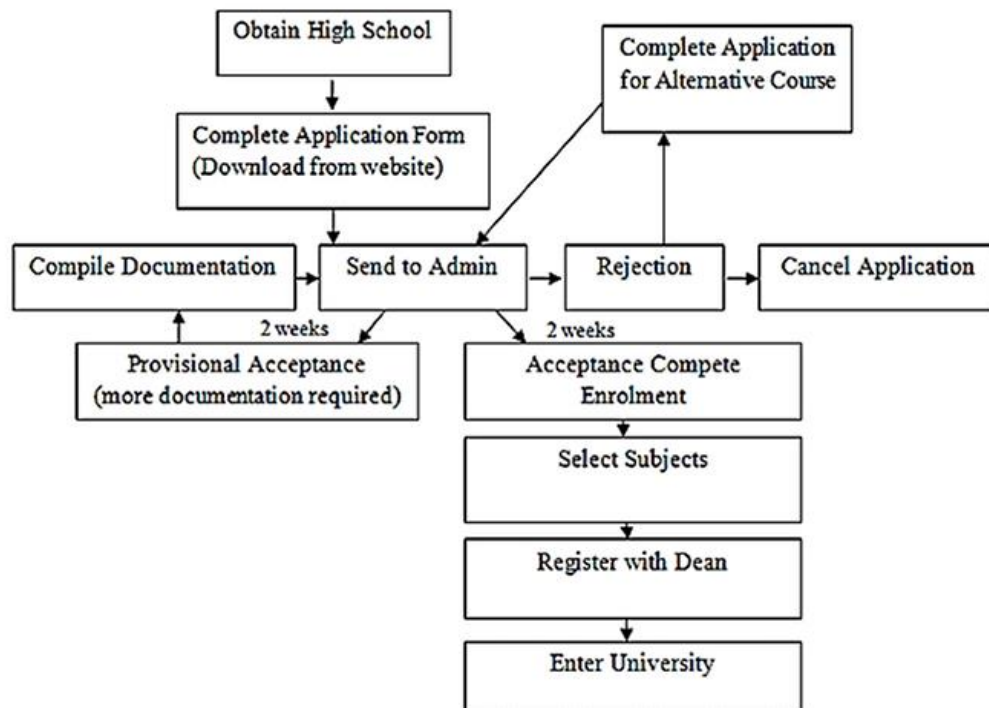 Obtain High School
Complete Application
for Alternative Course
Complete Application Form
(Download from website)
Compile Documentation
Send to Admin
Rejection
Cancel Application
2 weeks
2 weeks
Provisional Acceptance
(more documentation required)
Acceptance Compete
Enrolment
Select Subjects
Register with Dean
Enter University